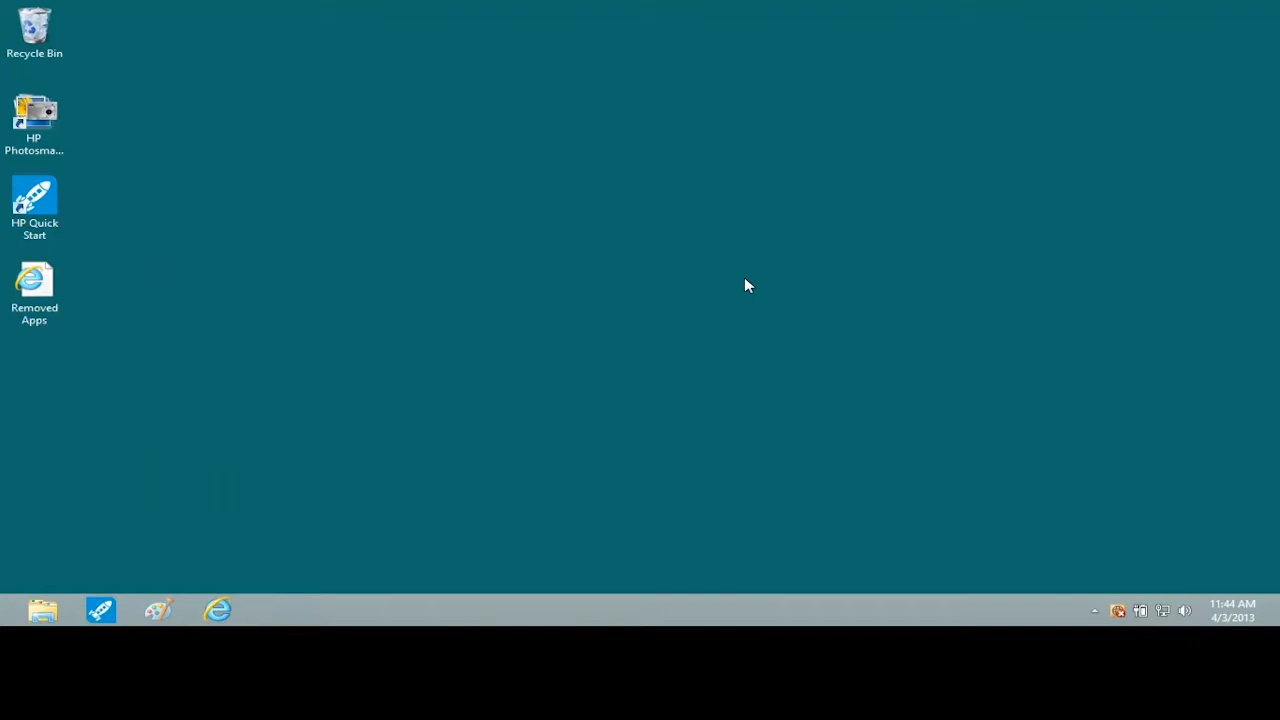 Recycle Bin
HP
Photosma...
HP Quick
Start
Removed
Apps
11:44 AM
4/3/2013